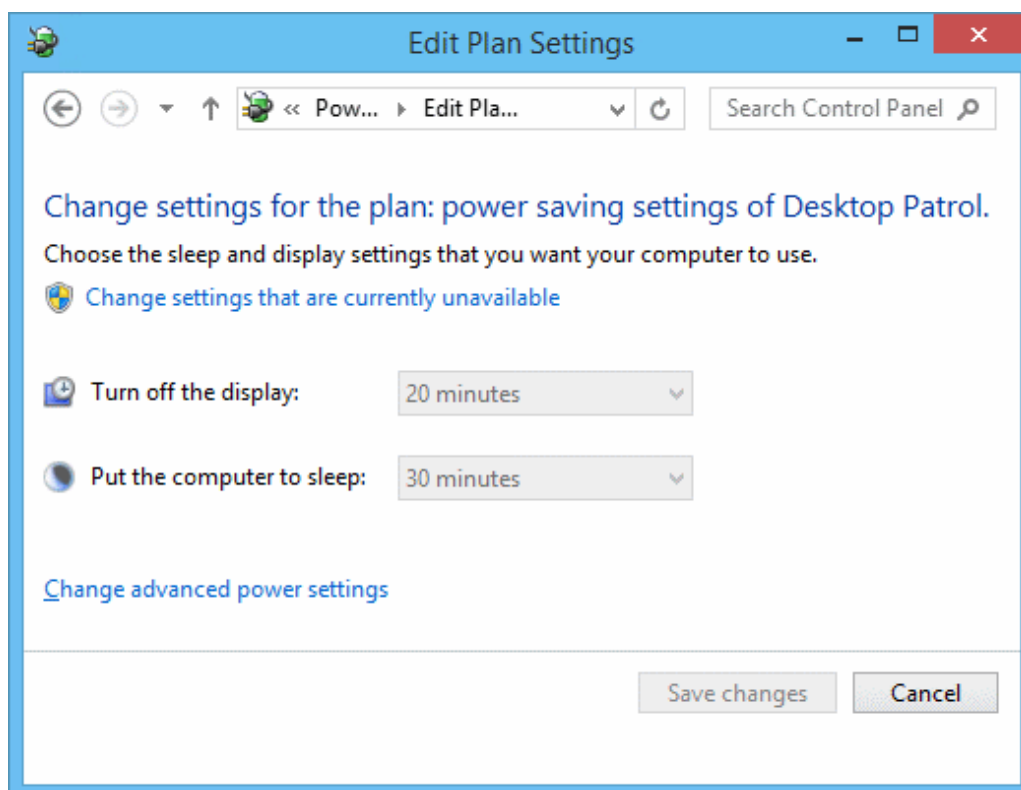 Edit Plan Settings
« Pow... Edit Pla... Search Control Panel
Change settings for the plan: power saving settings of Desktop Patrol.
Choose the sleep and display settings that you want your computer to use.
Change settings that are currently unavailable
Turn off the display: 20 minutes
Put the computer to sleep: 30 minutes
Change advanced power settings
Save changes Cancel